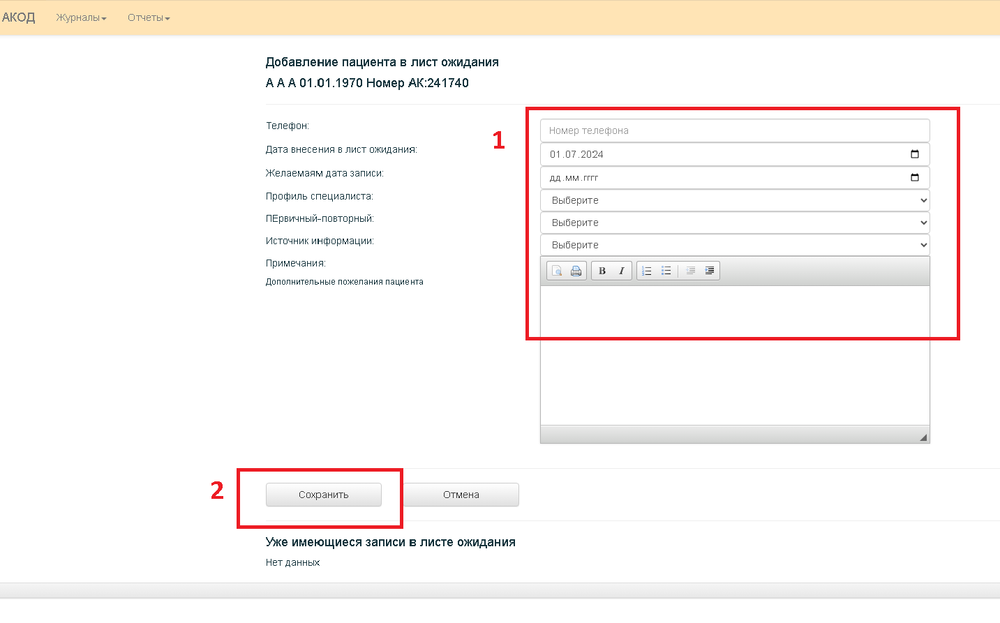 АКОД Журналы Отчеты
Добавление пациента в лист ожидания
А А А 01.01.1970 Номер АК:241740
1
Телефон: Номер телефона
Дата внесения в лист ожидания: 01.07.2024
Желаемаям дата записи: дд.мм.гггг
Профиль специалиста: Выберите
ПЕрвичный-повторный: Выберите
Источник информации: Выберите
Примечания: B I
Дополнительные пожелания пациента
2 Сохранить Отмена
Уже имеющиеся записи в листе ожидания
Нет данных